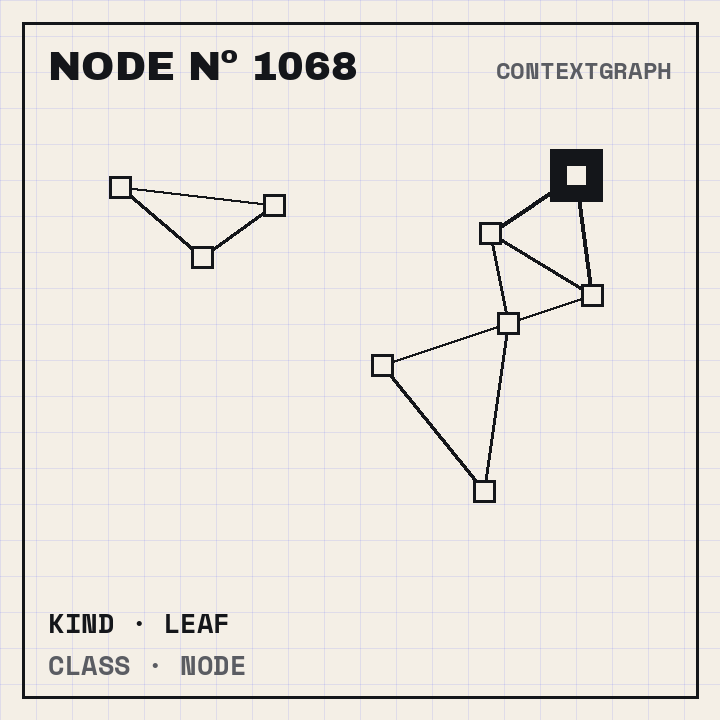 NODE Nº 1068
CONTEXTGRAPH
KIND · LEAF
CLASS · NODE